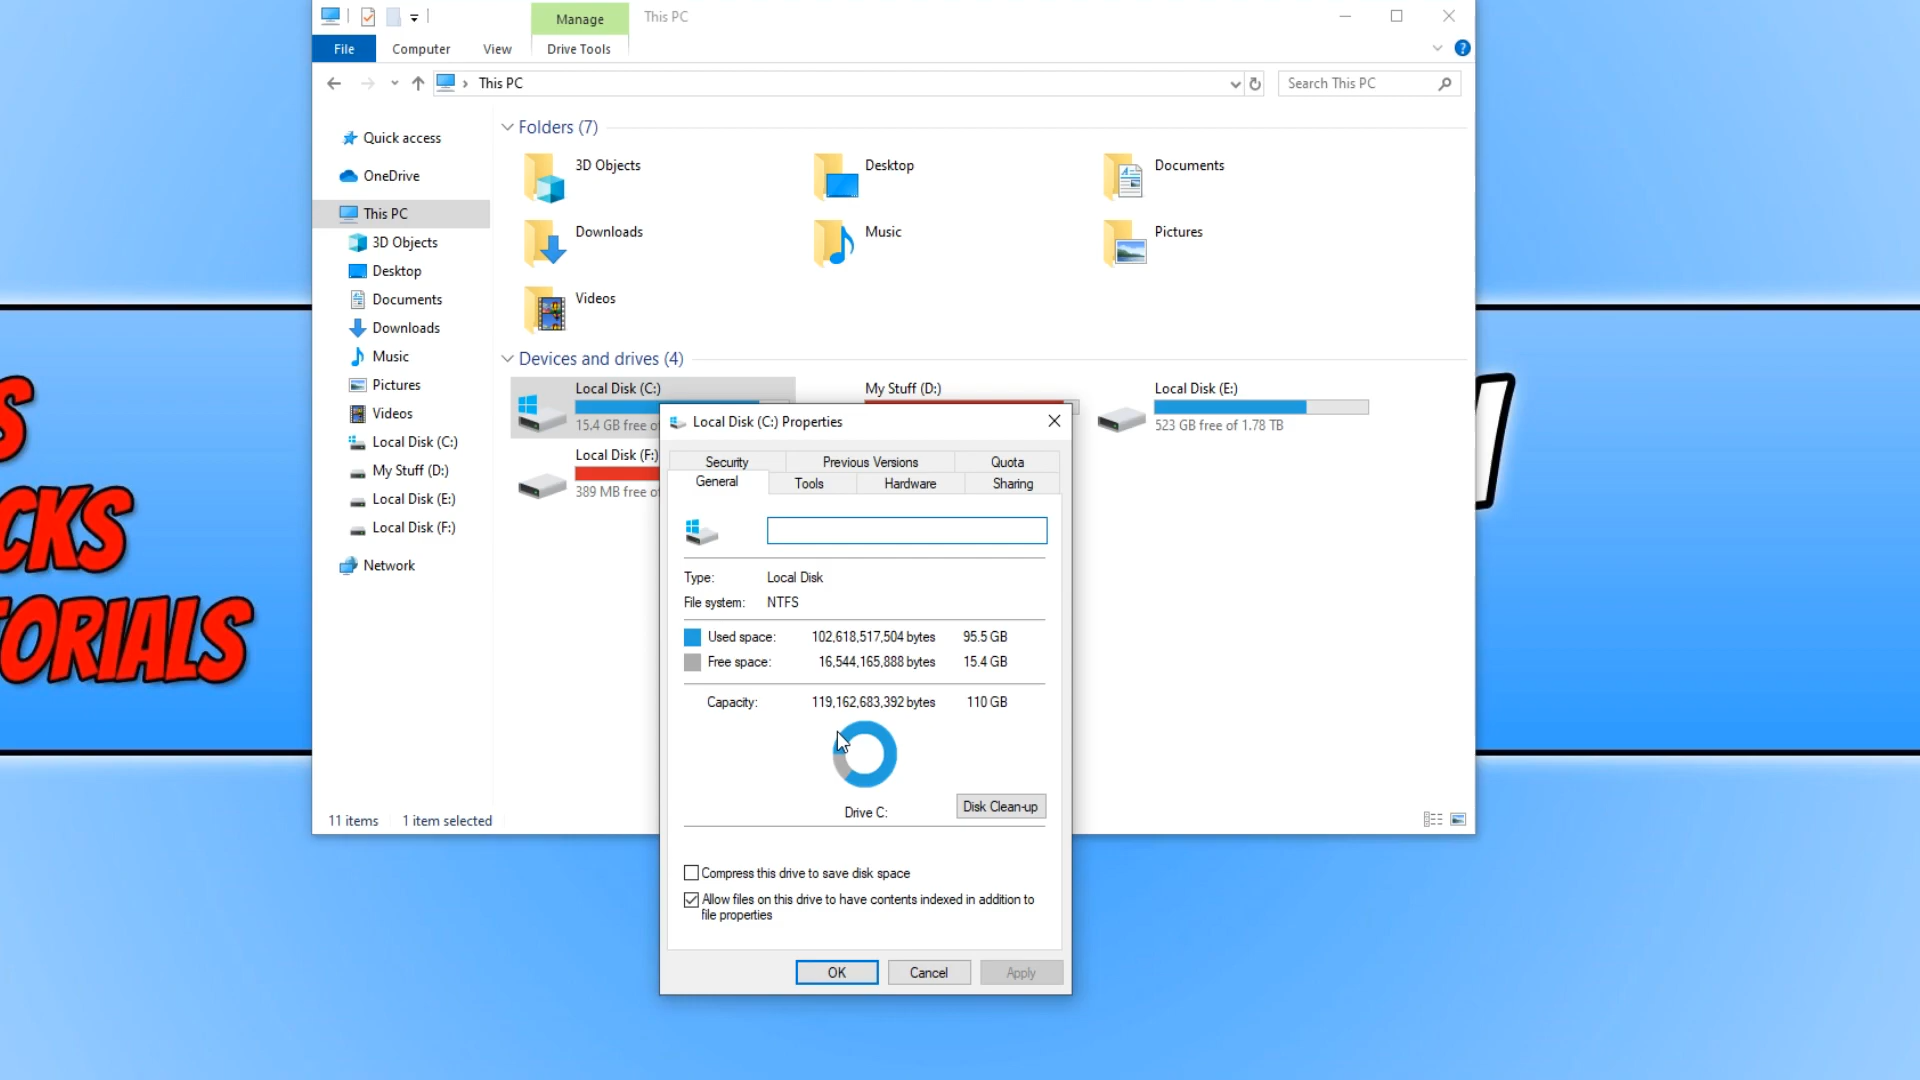 Manage
This PC
File
Computer
View
Drive Tools
This PC
Search This PC
Quick access
OneDrive
This PC
3D Objects
Desktop
Documents
Downloads
Music
Pictures
Videos
Local Disk (C:)
My Stuff (D:)
Local Disk (E:)
Local Disk (F:)
Network
Folders (7)
3D Objects
Desktop
Documents
Downloads
Music
Pictures
Videos
Devices and drives (4)
Local Disk (C:)
15.4 GB free o
My Stuff (D:)
Local Disk (E:)
523 GB free of 1.78 TB
Local Disk (F:)
389 MB free o
11 items
1 item selected
Local Disk (C:) Properties
Security
Previous Versions
Quota
General
Tools
Hardware
Sharing
Type: Local Disk
File system: NTFS
Used space: 102,618,517,504 bytes 95.5 GB
Free space: 16,544,165,888 bytes 15.4 GB
Capacity: 119,162,683,392 bytes 110 GB
Drive C:
Disk Clean-up
Compress this drive to save disk space
Allow files on this drive to have contents indexed in addition to
file properties
OK
Cancel
Apply
S
CKS
TORIALS